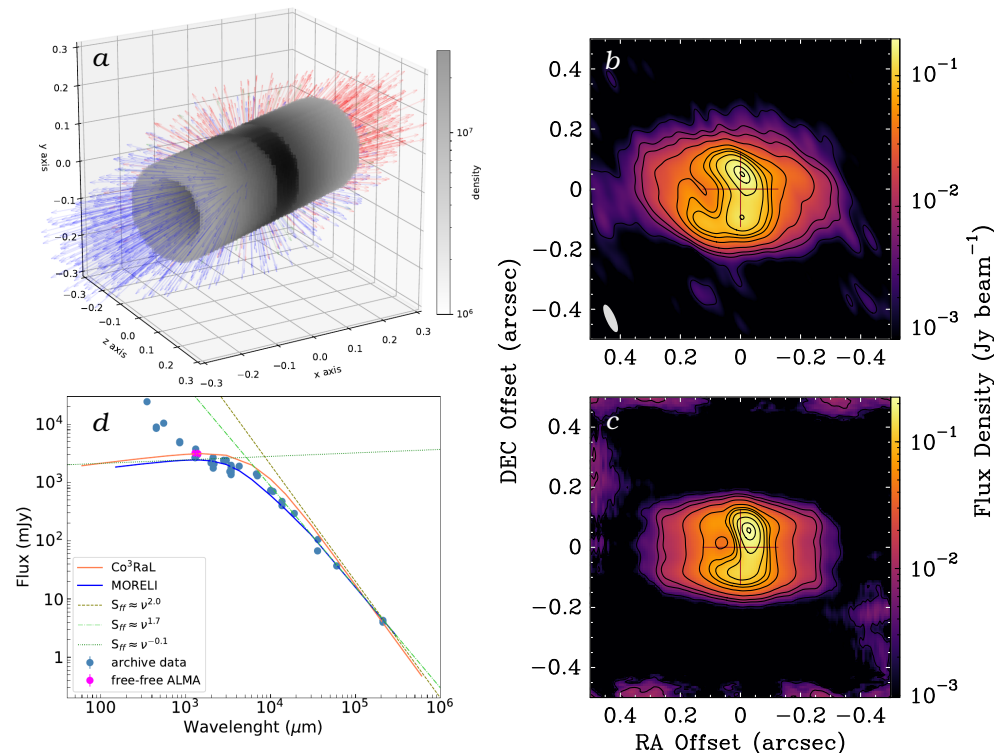 a
0.3
0.2
0.1
0.0
−0.1
−0.2
−0.3
y axis
−0.3
−0.2
−0.1
0.0
0.1
0.2
0.3
z axis
−0.3
−0.2
−0.1
0.0
0.1
0.2
0.3
x axis
10⁷
10⁶
density
b
0.4
0.2
0
−0.2
−0.4
0.4 0.2 0 −0.2 −0.4
10⁻¹
10⁻²
10⁻³
DEC Offset (arcsec)
Flux Density (Jy beam⁻¹)
d
10⁴
10³
10²
10
1
Flux (mJy)
Co³RaL
MORELI
S_ff ≈ ν^2.0
S_ff ≈ ν^1.7
S_ff ≈ ν^−0.1
archive data
free-free ALMA
100 10³ 10⁴ 10⁵ 10⁶
Wavelenght (μm)
c
0.4
0.2
0
−0.2
−0.4
0.4 0.2 0 −0.2 −0.4
RA Offset (arcsec)
10⁻¹
10⁻²
10⁻³